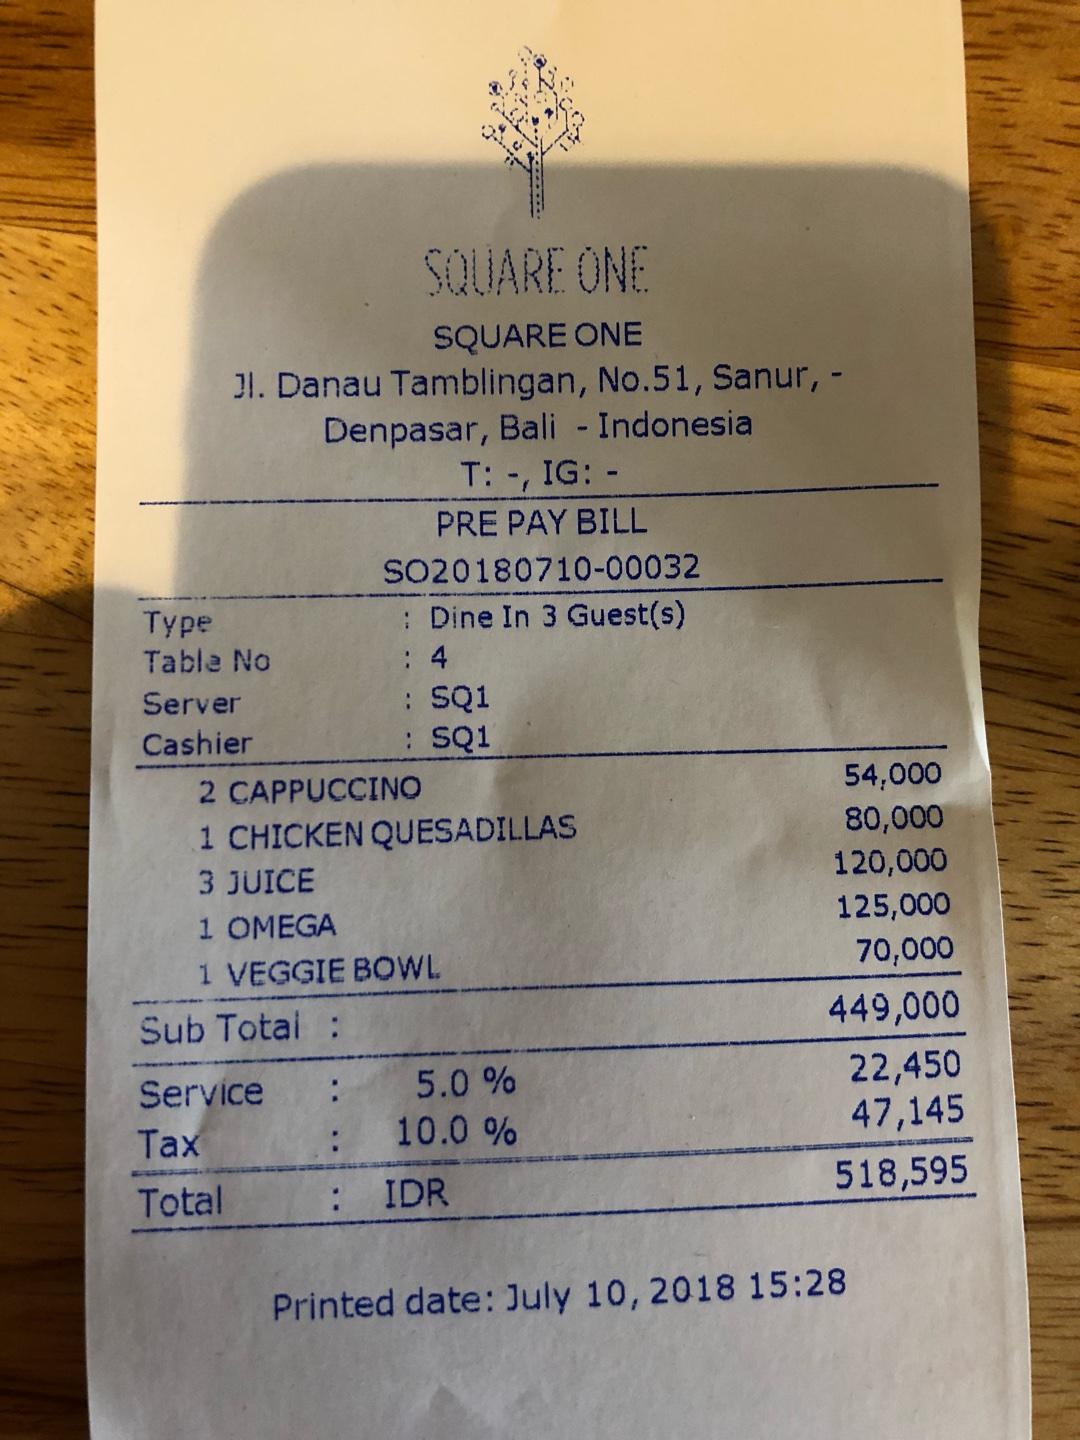 SQUARE ONE
SQUARE ONE
Jl. Danau Tamblingan, No.51, Sanur, -
Denpasar, Bali - Indonesia
T: -, IG: -
PRE PAY BILL
SO20180710-00032
Type : Dine In 3 Guest(s)
Table No : 4
Server : SQ1
Cashier : SQ1
2 CAPPUCCINO 54,000
1 CHICKEN QUESADILLAS 80,000
3 JUICE 120,000
1 OMEGA 125,000
1 VEGGIE BOWL 70,000
Sub Total : 449,000
Service : 5.0 % 22,450
Tax : 10.0 % 47,145
Total : IDR 518,595
Printed date: July 10, 2018 15:28